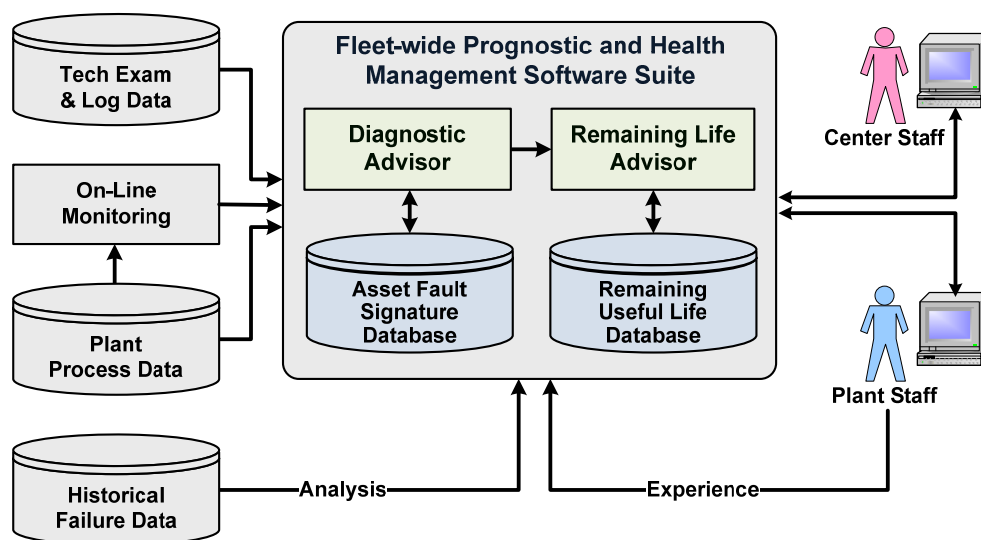 Tech Exam
& Log Data
On-Line
Monitoring
Plant
Process Data
Historical
Failure Data
Fleet-wide Prognostic and Health
Management Software Suite
Diagnostic
Advisor
Remaining Life
Advisor
Asset Fault
Signature
Database
Remaining
Useful Life
Database
Center Staff
Plant Staff
Analysis
Experience